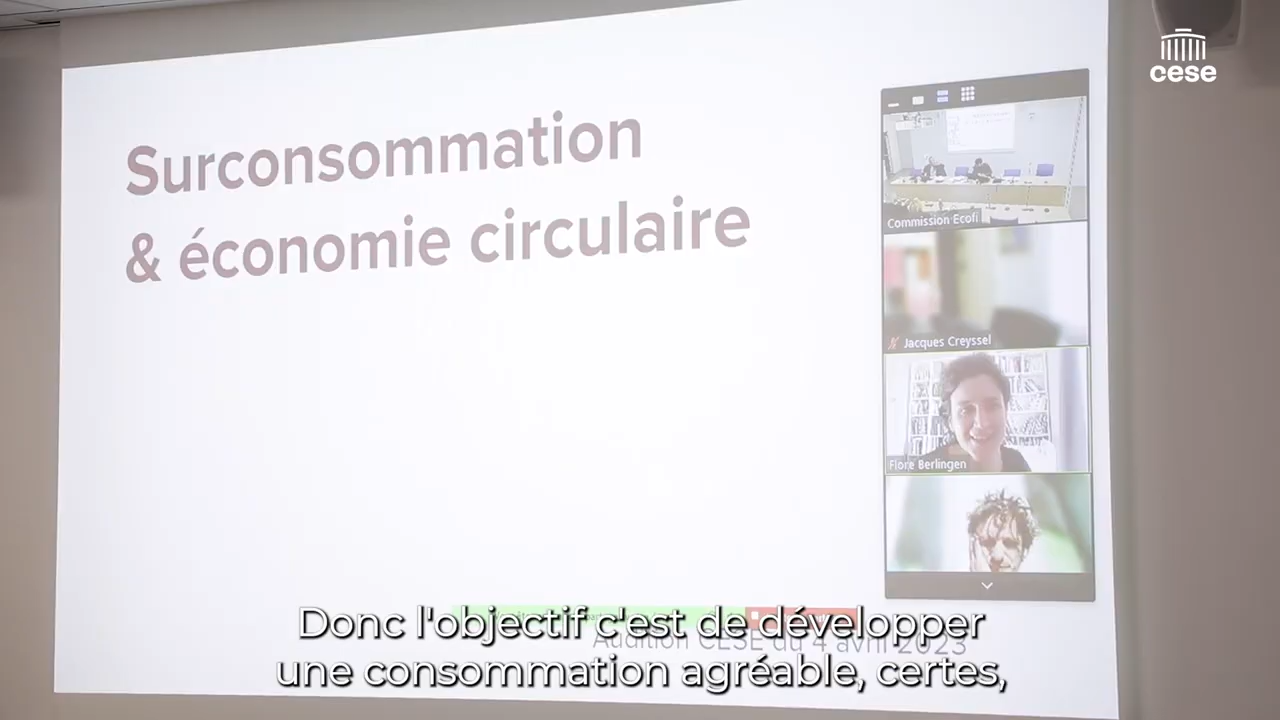 cese
Surconsommation
& économie circulaire
Commission Ecofi
Jacques Creyssel
Flore Berlingen
Audition CESE du 4 avril 2023
Donc l'objectif c'est de développer
une consommation agréable, certes,